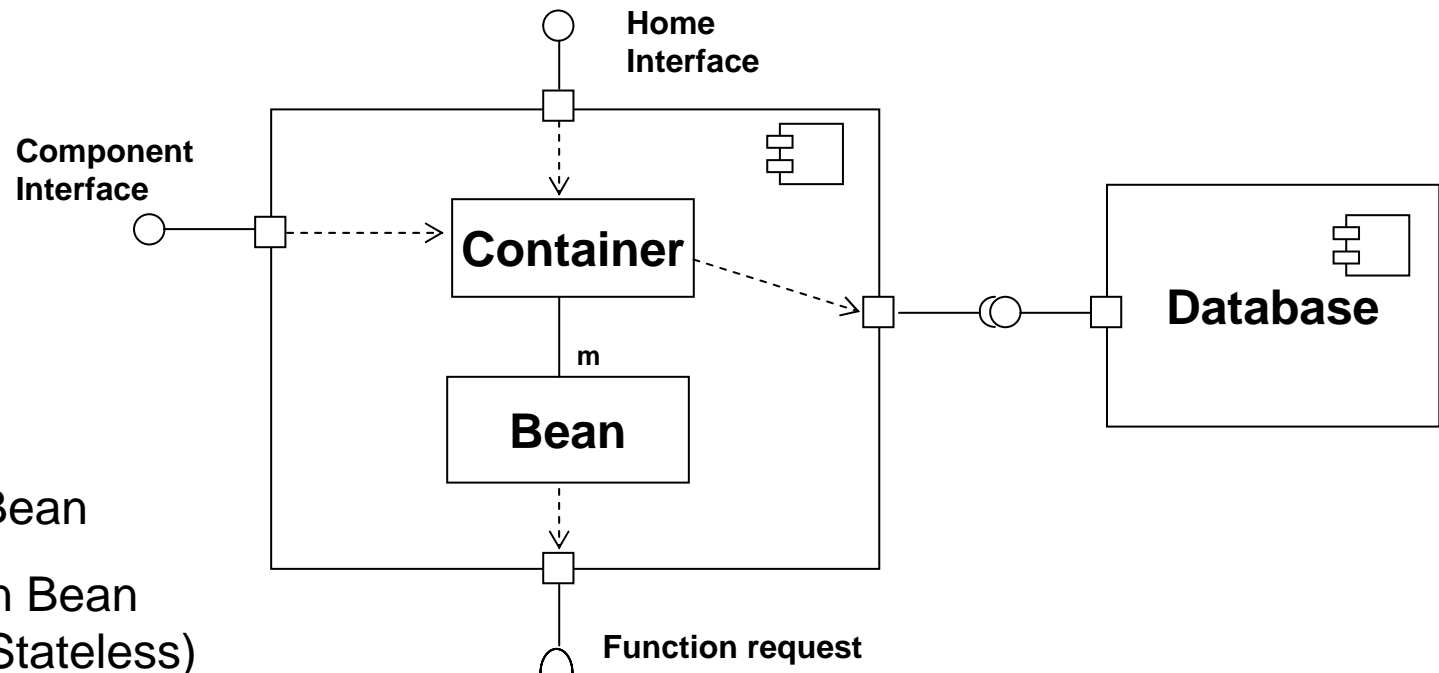 Home
Interface
Component
Interface
Container
Database
m
Bean
Bean
Bean
Stateless)
Function request